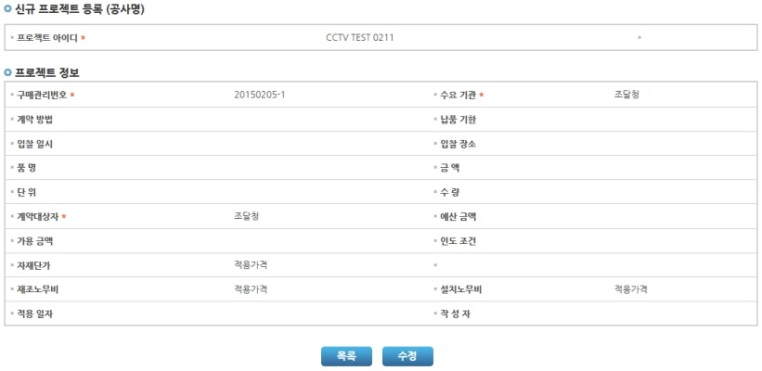 신규 프로젝트 등록 (공사명)
프로젝트 아이디 * CCTV TEST 0211
프로젝트 정보
구매관리번호 * 20150205-1 수요 기관 * 조달청
계약 방법 납품 기한
입찰 일시 입찰 장소
품 명 금 액
단 위 수 량
계약대상자 * 조달청 예산 금액
가용 금액 인도 조건
자재단가 적용가격
제조노무비 적용가격 설치노무비 적용가격
적용 일자 작 성 자
목록 수정